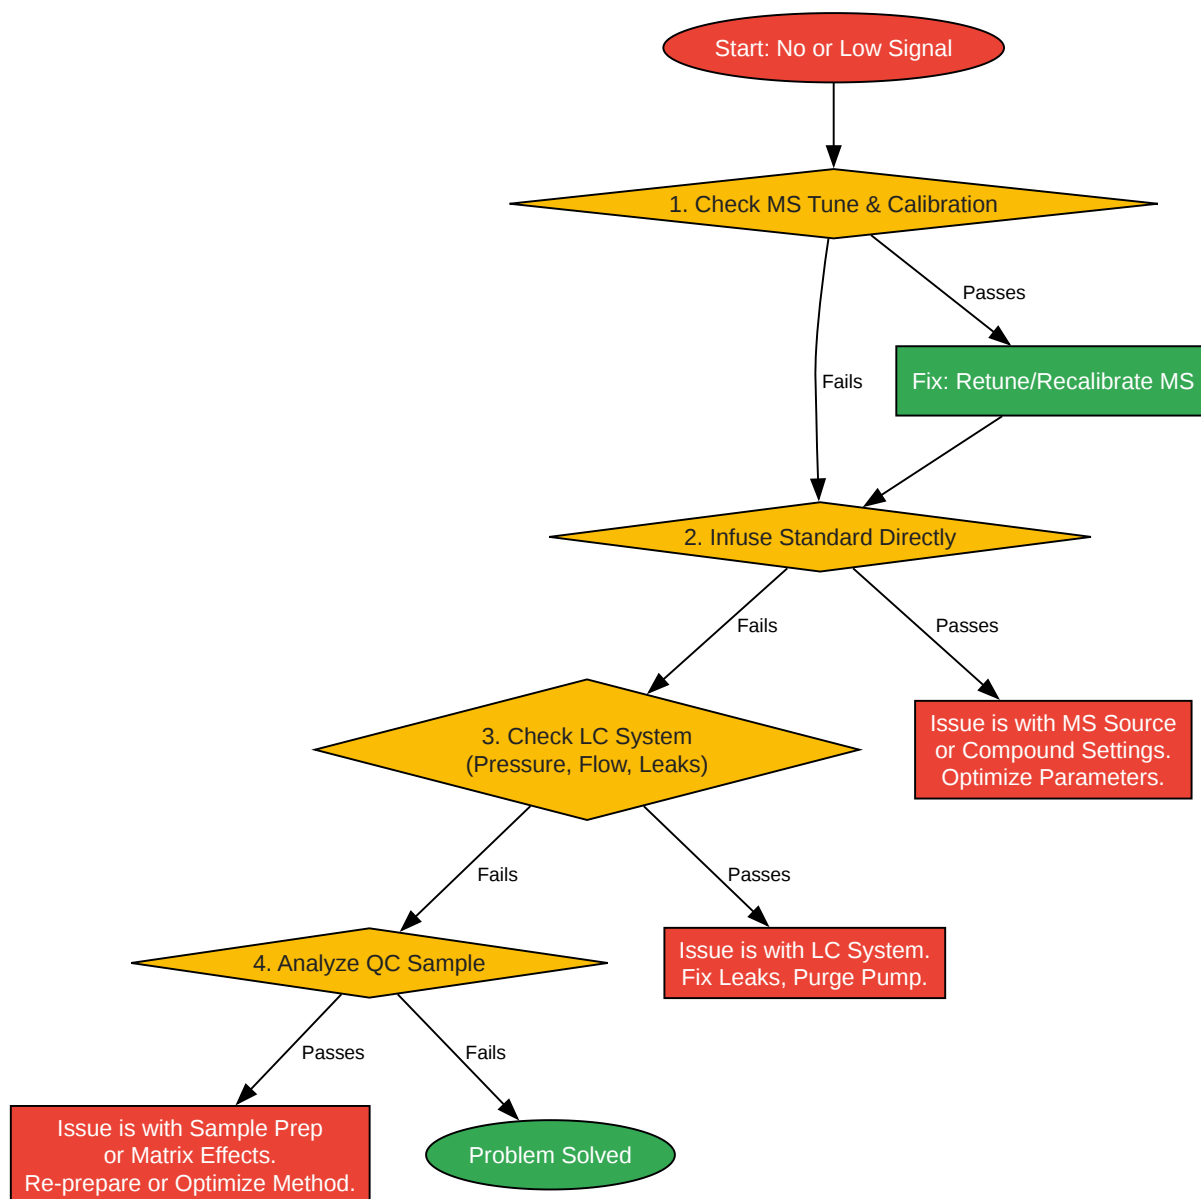 Start: No or Low Signal
1. Check MS Tune & Calibration
Passes
Fails
Fix: Retune/Recalibrate MS
2. Infuse Standard Directly
Fails
Passes
3. Check LC System
(Pressure, Flow, Leaks)
Issue is with MS Source
or Compound Settings.
Optimize Parameters.
Fails
Passes
4. Analyze QC Sample
Issue is with LC System.
Fix Leaks, Purge Pump.
Passes
Fails
Issue is with Sample Prep
or Matrix Effects.
Re-prepare or Optimize Method.
Problem Solved